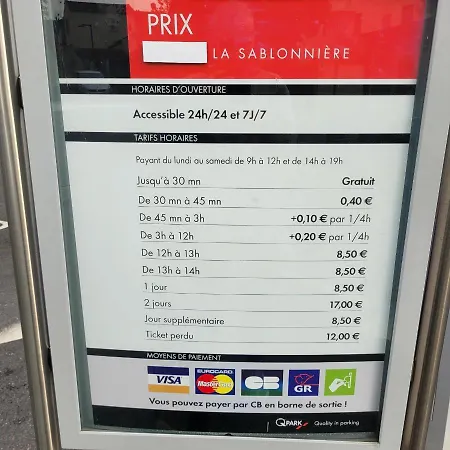 PRIX
LA SABLONNIÈRE
HORAIRES D'OUVERTURE
Accessible 24h/24 et 7J/7
TARIFS HORAIRES
Payant du lundi au samedi de 9h à 12h et de 14h à 19h
Jusqu'à 30 mn Gratuit
De 30 mn à 45 mn 0,40 €
De 45 mn à 3h +0,10 € par 1/4h
De 3h à 12h +0,20 € par 1/4h
De 12h à 13h 8,50 €
De 13h à 14h 8,50 €
1 jour 8,50 €
2 jours 17,00 €
Jour supplémentaire 8,50 €
Ticket perdu 12,00 €
MOYENS DE PAIEMENT
VISA EUROCARD MasterCard CB GR
Vous pouvez payer par CB en borne de sortie !
QPARK Quality in parking